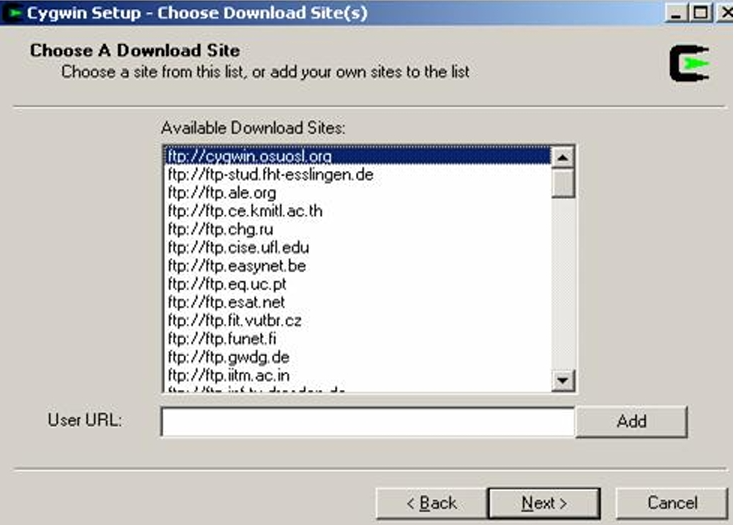 Cygwin Setup - Choose Download Site(s)
Choose A Download Site
Choose a site from this list, or add your own sites to the list
Available Download Sites:
ftp://cygwin.osuosl.org
ftp://ftp-stud.fht-esslingen.de
ftp://ftp.ale.org
ftp://ftp.ce.kmitl.ac.th
ftp://ftp.chg.ru
ftp://ftp.cise.ufl.edu
ftp://ftp.easynet.be
ftp://ftp.eq.uc.pt
ftp://ftp.esat.net
ftp://ftp.fit.vutbr.cz
ftp://ftp.funet.fi
ftp://ftp.gwdg.de
ftp://ftp.iitm.ac.in
User URL:
Add
< Back
Next >
Cancel